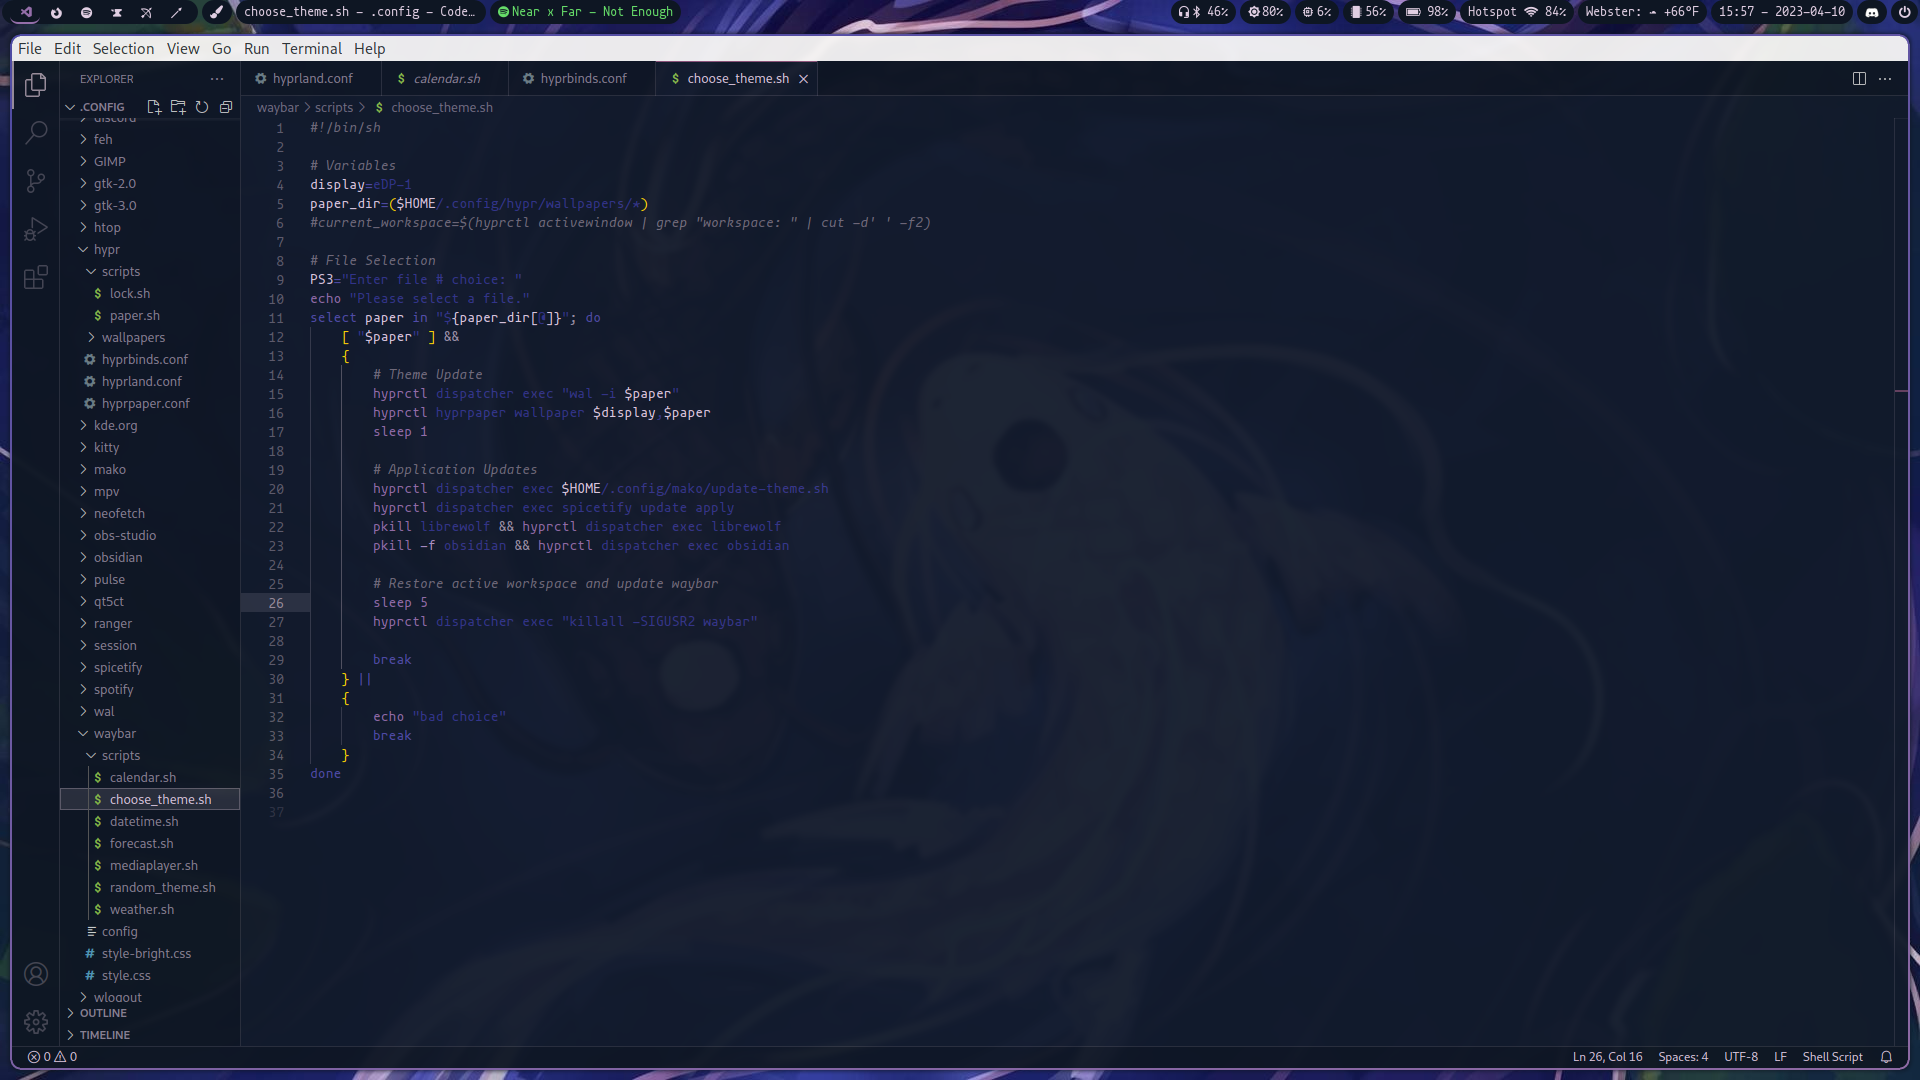 choose_theme.sh – .config – Code…
Near x Far – Not Enough
46%
80%
6%
56%
98%
Hotspot 84%
Webster: +66°F
15:57 – 2023-04-10
File Edit Selection View Go Run Terminal Help
EXPLORER
hyprland.conf
calendar.sh
hyprbinds.conf
choose_theme.sh
.CONFIG
waybar > scripts > $ choose_theme.sh
discord
feh
GIMP
gtk-2.0
gtk-3.0
htop
hypr
scripts
lock.sh
paper.sh
wallpapers
hyprbinds.conf
hyprland.conf
hyprpaper.conf
kde.org
kitty
mako
mpv
neofetch
obs-studio
obsidian
pulse
qt5ct
ranger
session
spicetify
spotify
wal
waybar
scripts
calendar.sh
choose_theme.sh
datetime.sh
forecast.sh
mediaplayer.sh
random_theme.sh
weather.sh
config
style-bright.css
style.css
wlogout
OUTLINE
TIMELINE
1 #!/bin/sh
2
3 # Variables
4 display=eDP-1
5 paper_dir=($HOME/.config/hypr/wallpapers/*)
6 #current_workspace=$(hyprctl activewindow | grep "workspace: " | cut -d' ' -f2)
7
8 # File Selection
9 PS3="Enter file # choice: "
10 echo "Please select a file."
11 select paper in "${paper_dir[@]}"; do
12 [ "$paper" ] &&
13 {
14 # Theme Update
15 hyprctl dispatcher exec "wal -i $paper"
16 hyprctl hyprpaper wallpaper $display,$paper
17 sleep 1
18
19 # Application Updates
20 hyprctl dispatcher exec $HOME/.config/mako/update-theme.sh
21 hyprctl dispatcher exec spicetify update apply
22 pkill librewolf && hyprctl dispatcher exec librewolf
23 pkill -f obsidian && hyprctl dispatcher exec obsidian
24
25 # Restore active workspace and update waybar
26 sleep 5
27 hyprctl dispatcher exec "killall -SIGUSR2 waybar"
28
29 break
30 } ||
31 {
32 echo "bad choice"
33 break
34 }
35 done
36
37
0 0
Ln 26, Col 16 Spaces: 4 UTF-8 LF Shell Script